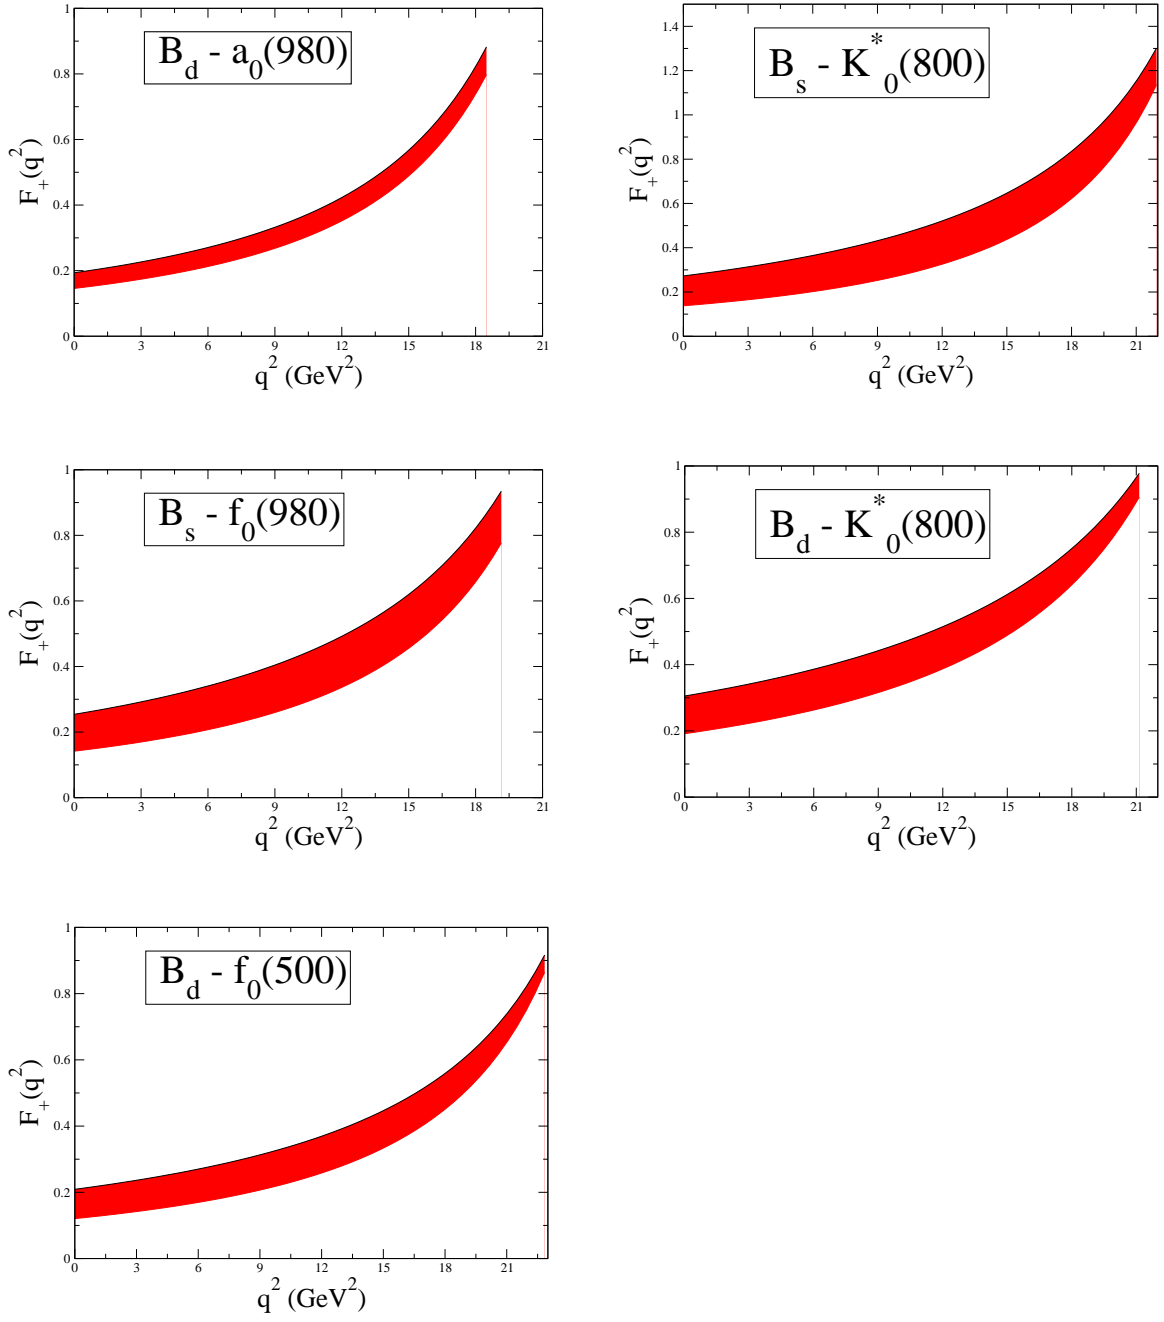 B_d - a_0(980)
F_+(q^2)
0
0.2
0.4
0.6
0.8
1
0 3 6 9 12 15 18 21
q^2 (GeV^2)
B_s - K^*_0(800)
F_+(q^2)
0
0.2
0.4
0.6
0.8
1
1.2
1.4
0 3 6 9 12 15 18 21
q^2 (GeV^2)
B_s - f_0(980)
F_+(q^2)
0
0.2
0.4
0.6
0.8
1
0 3 6 9 12 15 18 21
q^2 (GeV^2)
B_d - K^*_0(800)
F_+(q^2)
0
0.2
0.4
0.6
0.8
1
0 3 6 9 12 15 18 21
q^2 (GeV^2)
B_d - f_0(500)
F_+(q^2)
0
0.2
0.4
0.6
0.8
1
0 3 6 9 12 15 18 21
q^2 (GeV^2)